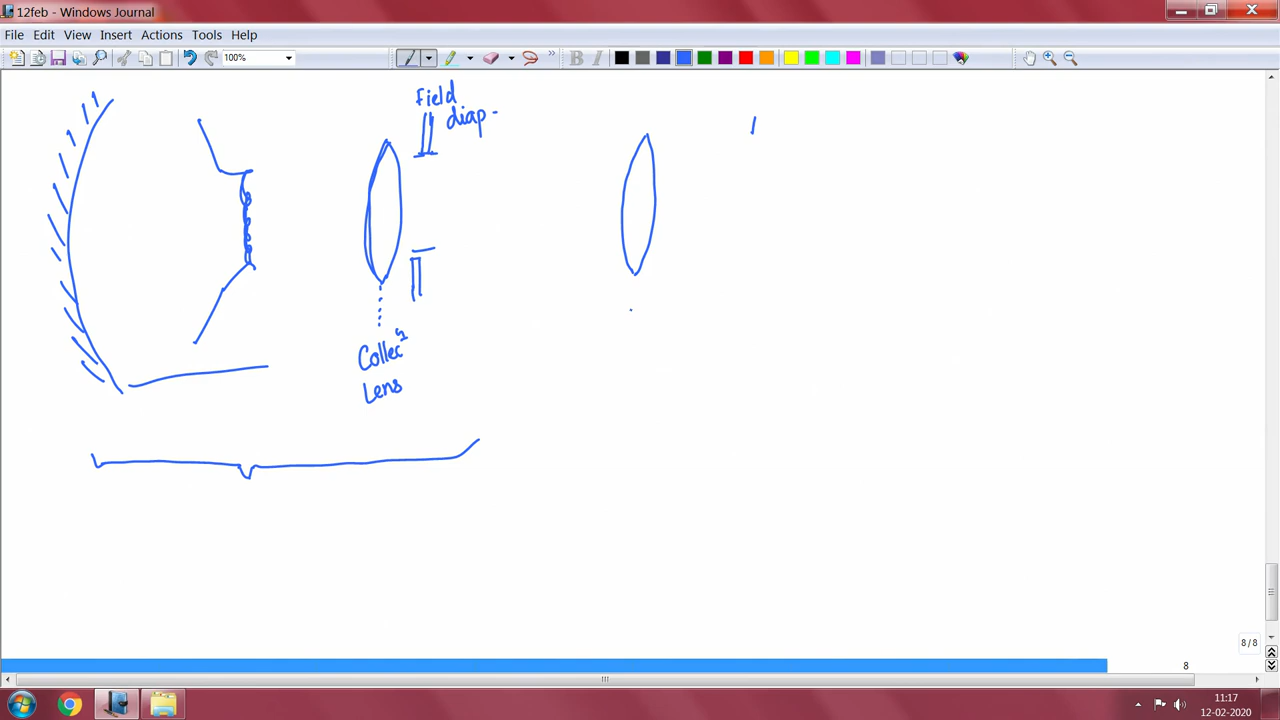 12feb - Windows Journal
File Edit View Insert Actions Tools Help
100%
Field
diap -
Collecⁿ
Lens
8 / 8
8
11:17
12-02-2020